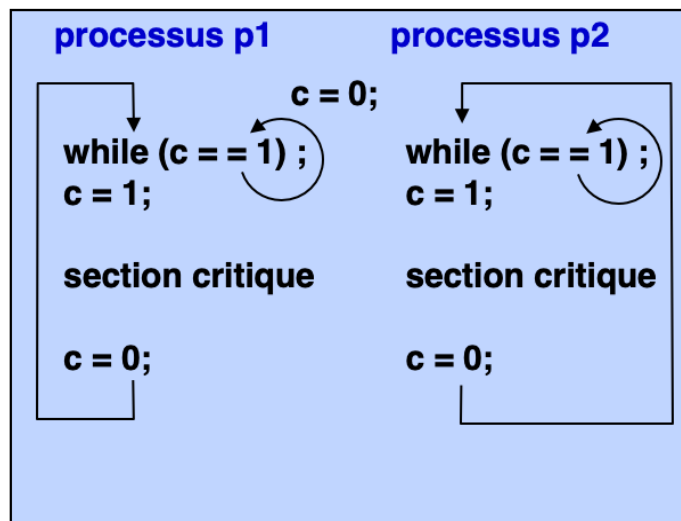 processus p1 processus p2
c = 0;
while (c = = 1) ; while (c = = 1) ;
c = 1; c = 1;
section critique section critique
c = 0; c = 0;